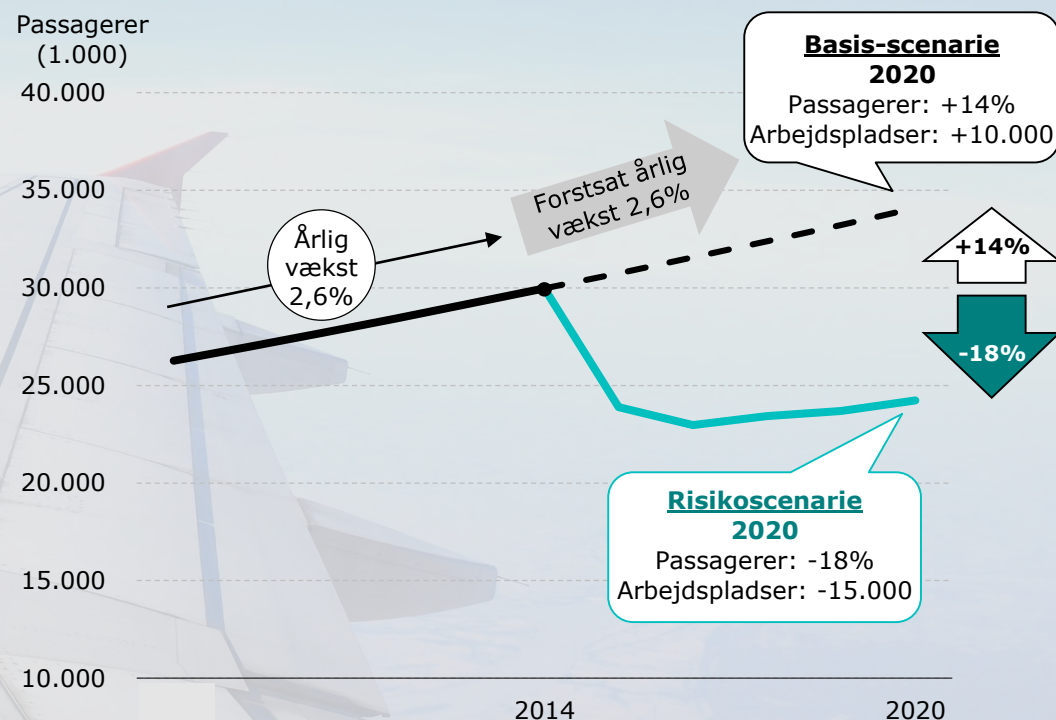 Passagerer
(1.000)
40.000
35.000
30.000
25.000
20.000
15.000
10.000
2014
2020
Årlig
vækst
2,6%
Forstsat årlig
vækst 2,6%
Basis-scenarie
2020
Passagerer: +14%
Arbejdspladser: +10.000
+14%
-18%
Risikoscenarie
2020
Passagerer: -18%
Arbejdspladser: -15.000